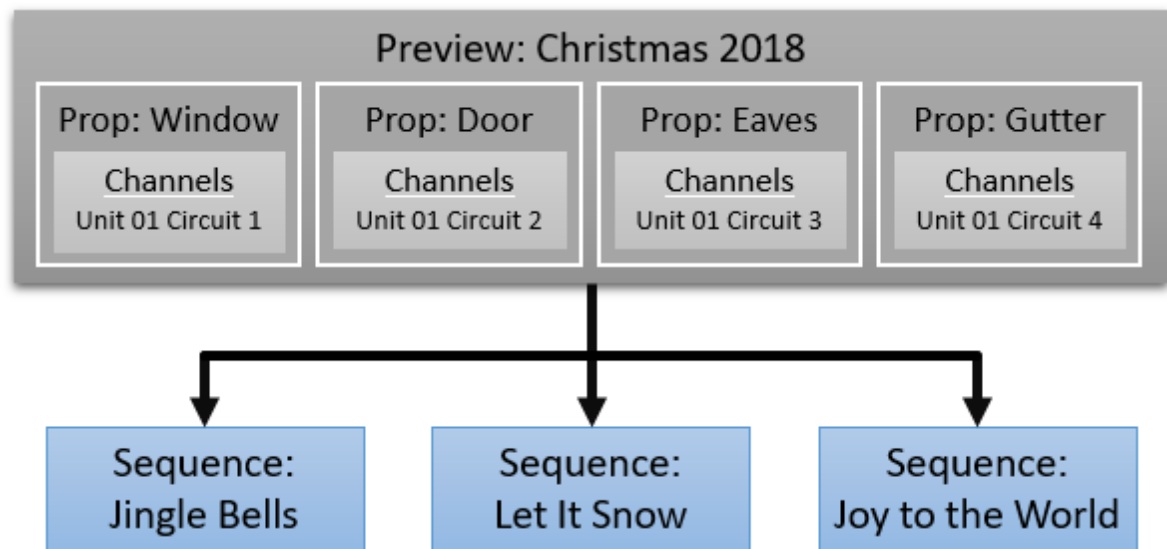 Preview: Christmas 2018
Prop: Window
Channels
Unit 01 Circuit 1
Prop: Door
Channels
Unit 01 Circuit 2
Prop: Eaves
Channels
Unit 01 Circuit 3
Prop: Gutter
Channels
Unit 01 Circuit 4
Sequence:
Jingle Bells
Sequence:
Let It Snow
Sequence:
Joy to the World